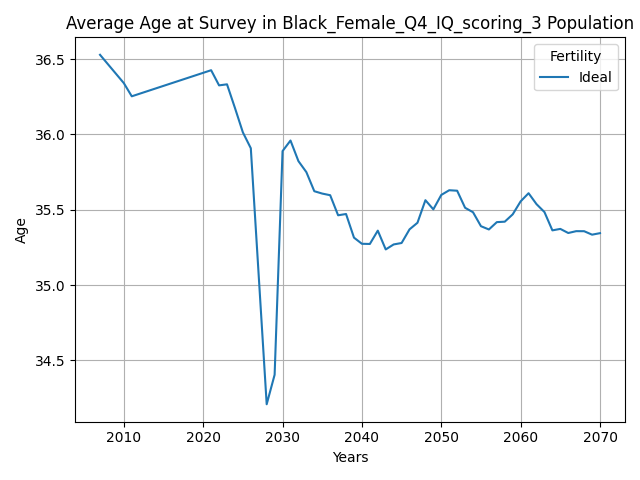 Average Age at Survey in Black_Female_Q4_IQ_scoring_3 Population
Fertility
Ideal
36.5
36.0
35.5
35.0
34.5
Age
2010 2020 2030 2040 2050 2060 2070
Years